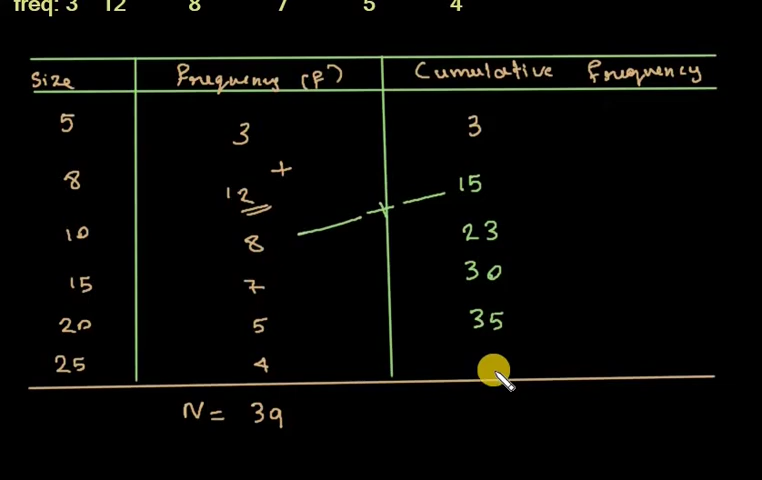 freq: 3 12 8 7 5 4
Size Frequency (f) Cumulative Frequency
5 3 3
+
8 12 15
10 8 23
15 7 30
20 5 35
25 4
N = 39